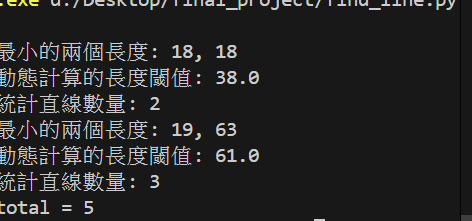 .exe d:/Desktop/final_project/find_line.py
最小的兩個長度: 18, 18
動態計算的長度閾值: 38.0
統計直線數量: 2
最小的兩個長度: 19, 63
動態計算的長度閾值: 61.0
統計直線數量: 3
total = 5